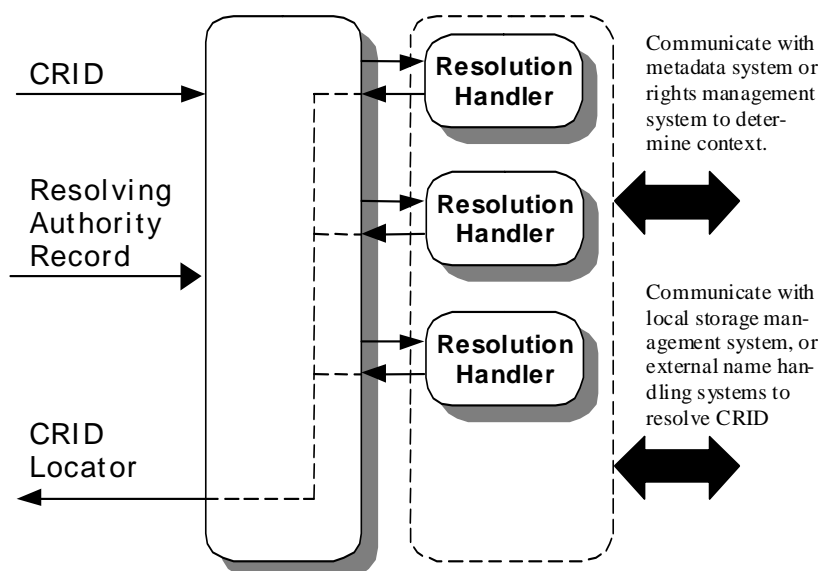 CRID
Resolving
Authority
Record
CRID
Locator
Resolution
Handler
Resolution
Handler
Resolution
Handler
Communicate with
metadata system or
rights management
system to deter-
mine context.
Communicate with
local storage man-
agement system, or
external name han-
dling systems to
resolve CRID